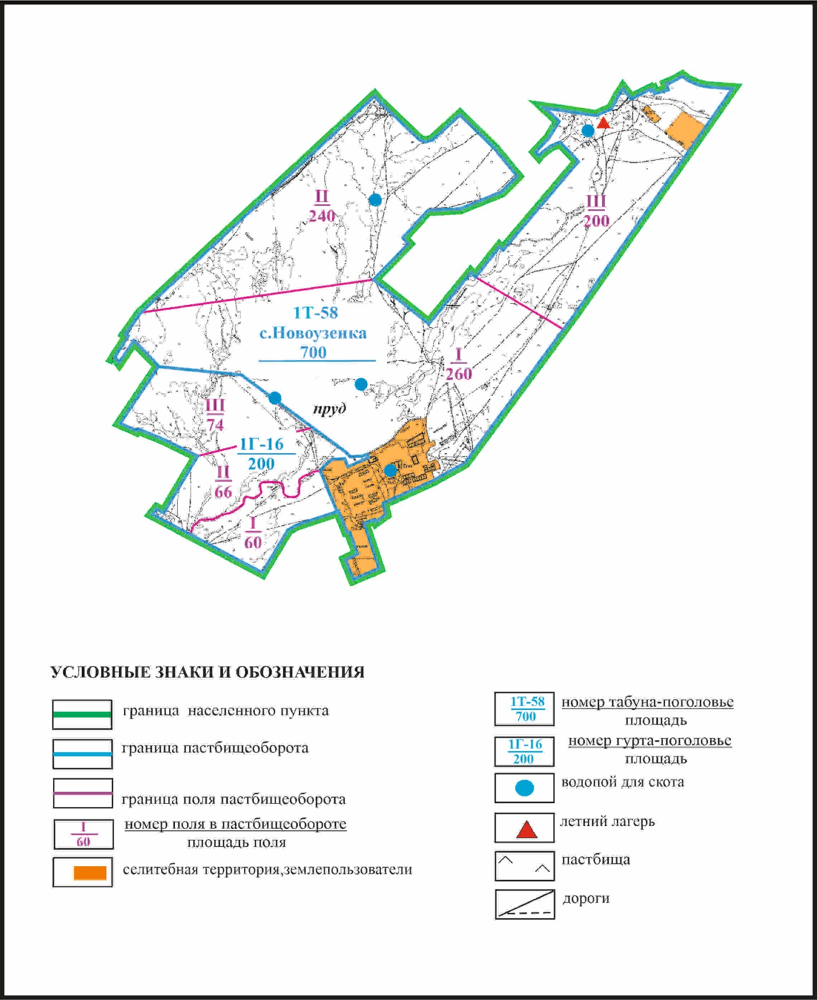 II
240
III
200
1Т-58
с.Новоузенка
700
I
260
пруд
III
74
1Г-16
200
II
66
I
60
УСЛОВНЫЕ ЗНАКИ И ОБОЗНАЧЕНИЯ
граница населенного пункта
граница пастбищеоборота
граница поля пастбищеоборота
I
60
номер поля в пастбищеобороте
площадь поля
селитебная территория,землепользователи
1Т-58
700
номер табуна-поголовье
площадь
1Г-16
200
номер гурта-поголовье
площадь
водопой для скота
летний лагерь
пастбища
дороги